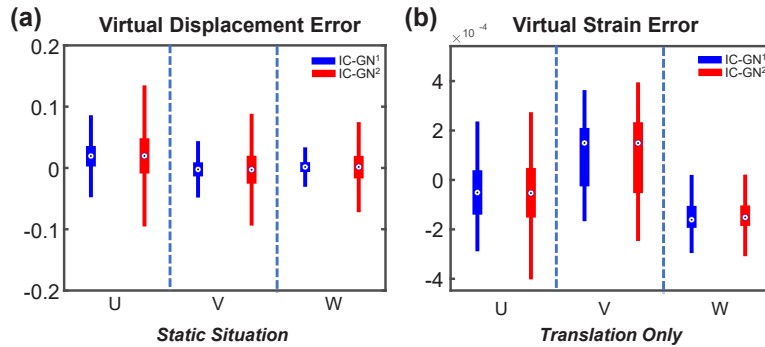 (a) Virtual Displacement Error
0.2
0.1
0
-0.1
-0.2
IC-GN¹
IC-GN²
U V W
Static Situation
(b) Virtual Strain Error
× 10⁻⁴
4
2
0
-2
-4
IC-GN¹
IC-GN²
U V W
Translation Only